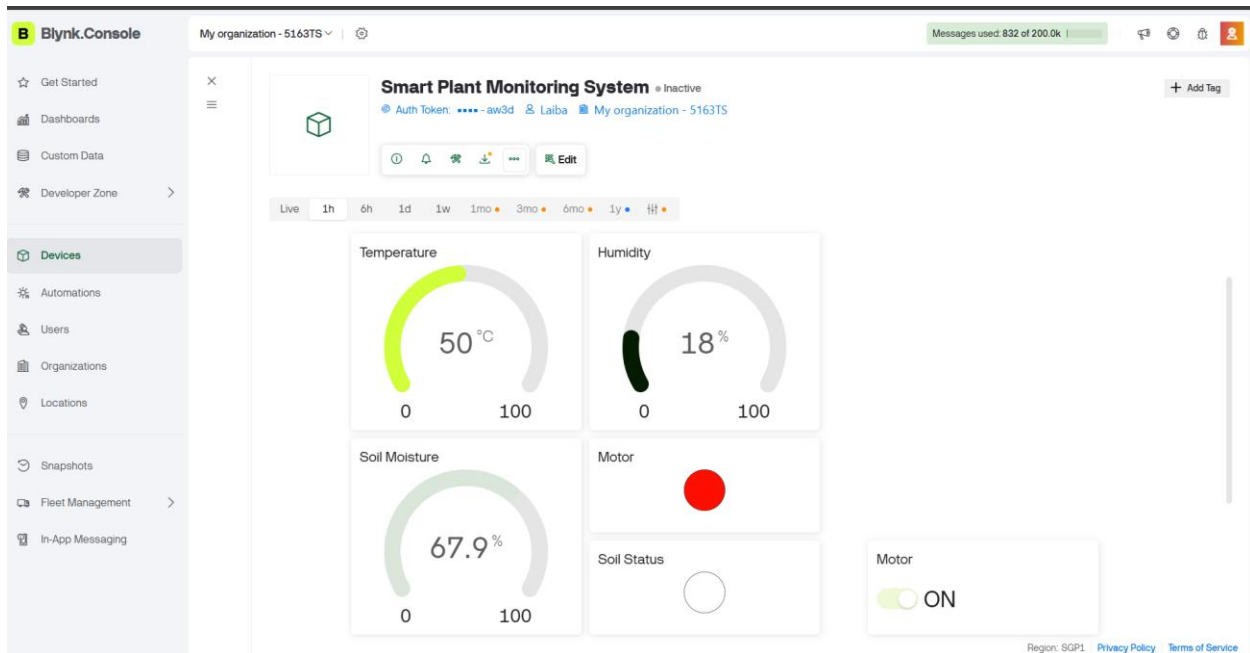 B Blynk.Console
My organization - 5163TS
Messages used: 832 of 200.0k
Get Started
Dashboards
Custom Data
Developer Zone
Devices
Automations
Users
Organizations
Locations
Snapshots
Fleet Management
In-App Messaging
Smart Plant Monitoring System Inactive
+ Add Tag
Auth Token: •••• - aw3d Laiba My organization - 5163TS
Edit
Live 1h 6h 1d 1w 1mo 3mo 6mo 1y
Temperature
50 °C
0 100
Humidity
18 %
0 100
Soil Moisture
67.9 %
0 100
Motor
Soil Status
Motor
ON
Region: SGP1 Privacy Policy Terms of Service